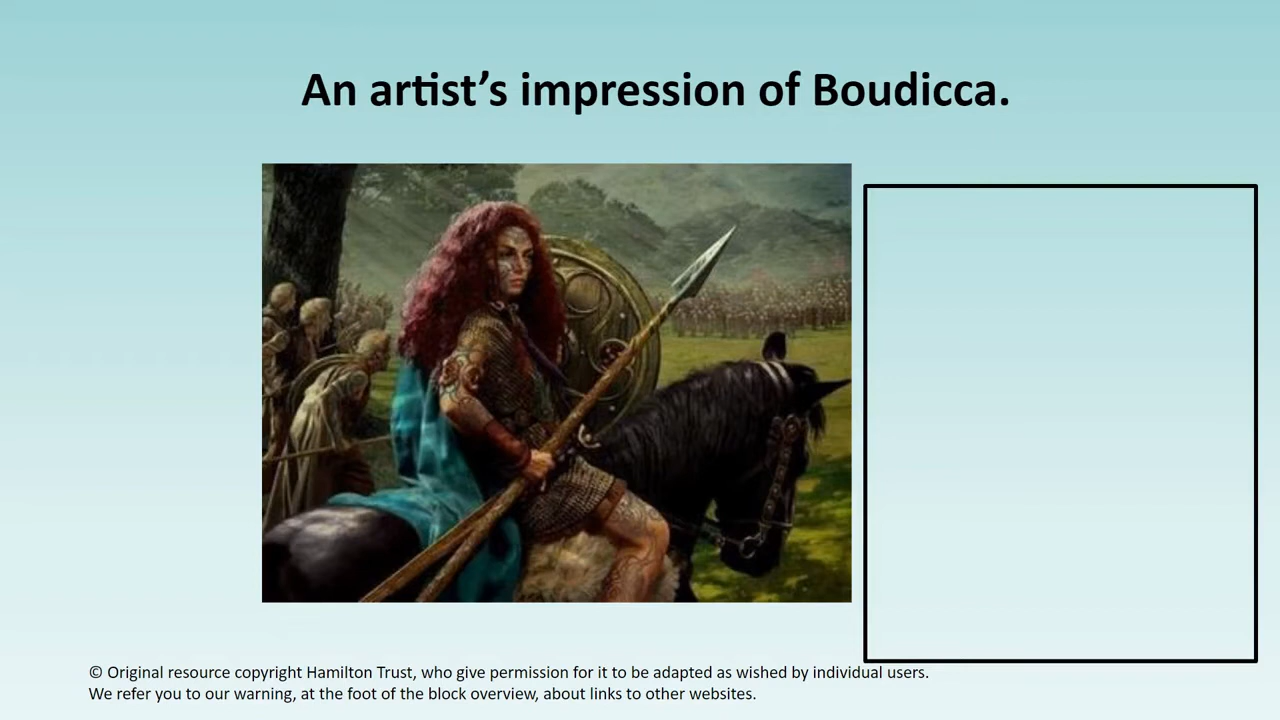 An artist’s impression of Boudicca.
© Original resource copyright Hamilton Trust, who give permission for it to be adapted as wished by individual users.
We refer you to our warning, at the foot of the block overview, about links to other websites.